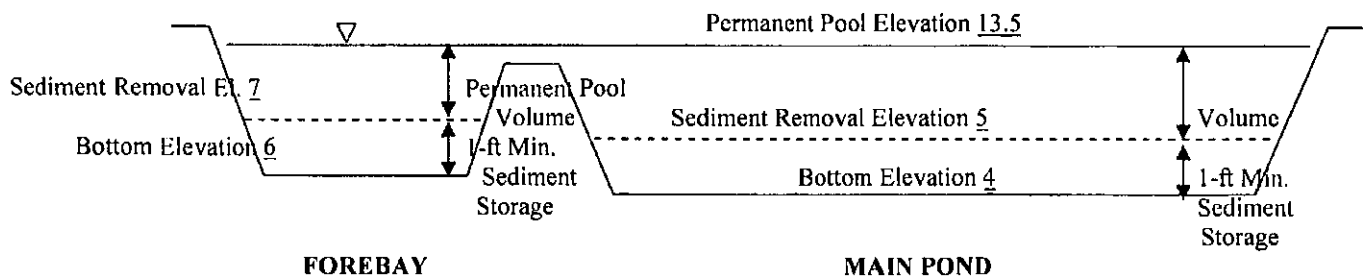 Permanent Pool Elevation 13.5
Sediment Removal El. 7
Permanent Pool
Volume
Sediment Removal Elevation 5
Volume
Bottom Elevation 6
1-ft Min.
Sediment
Storage
Bottom Elevation 4
1-ft Min.
Sediment
Storage
FOREBAY
MAIN POND